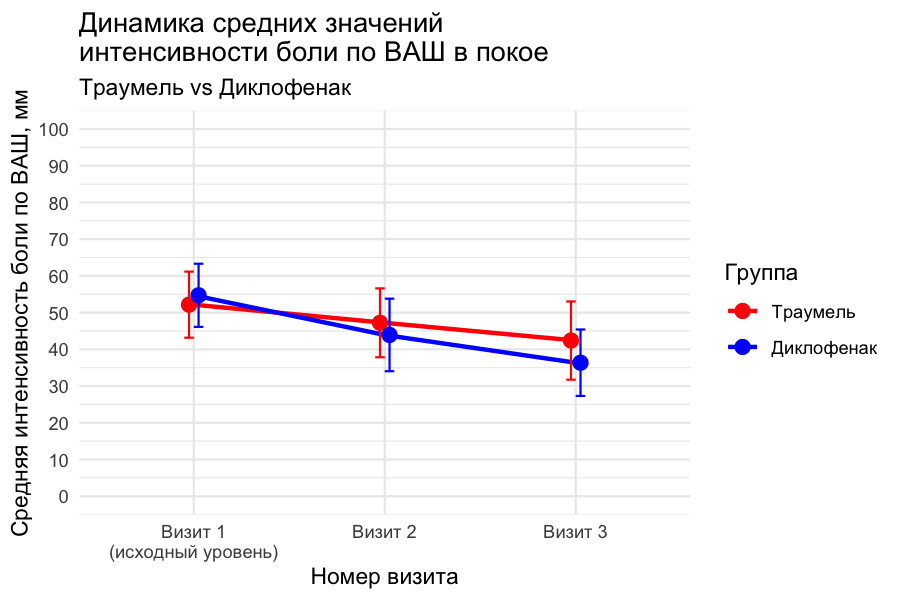 Динамика средних значений
интенсивности боли по ВАШ в покое
Траумель vs Диклофенак
Средняя интенсивность боли по ВАШ, мм
100
90
80
70
60
50
40
30
20
10
0
Визит 1
(исходный уровень)
Визит 2
Визит 3
Номер визита
Группа
Траумель
Диклофенак